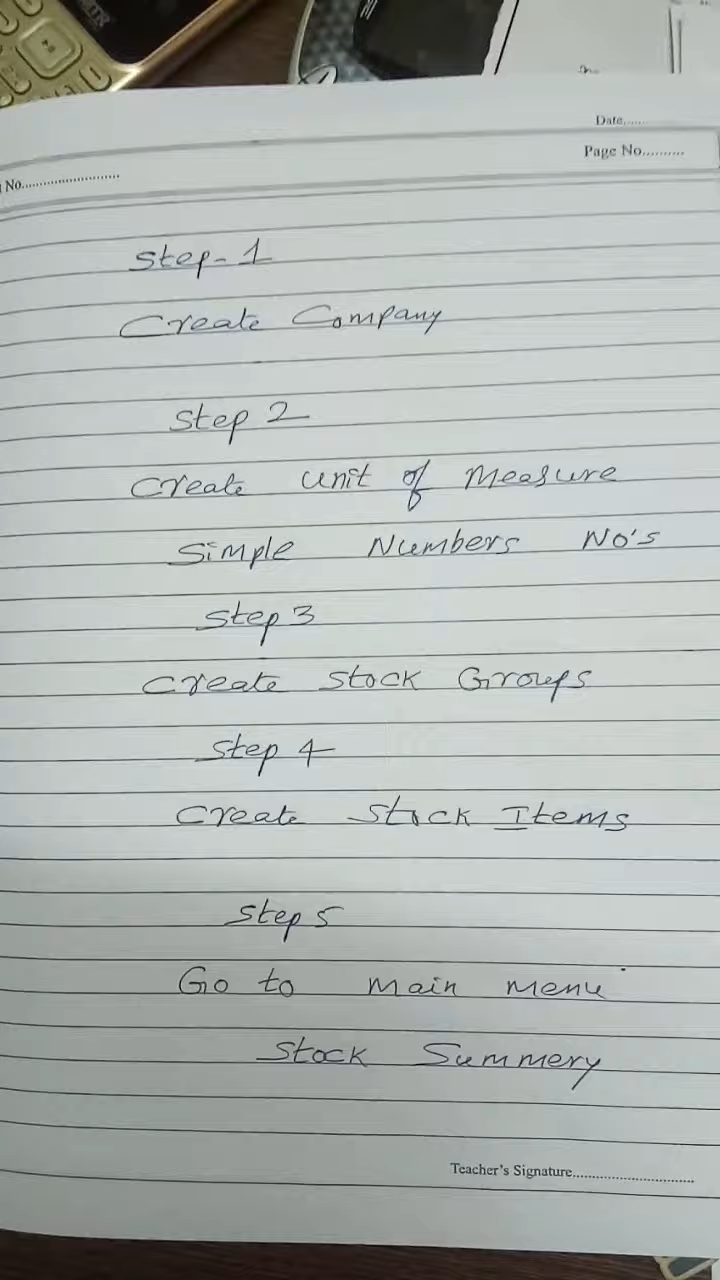 Date......
Page No..........
No..........................
Step-1
Create Company
Step 2
Create unit of Measure
Simple Numbers No's
Step 3
Create Stock Groups
Step 4
Create Stock Items
Step 5
Go to main menu
Stock Summery
Teacher's Signature................................